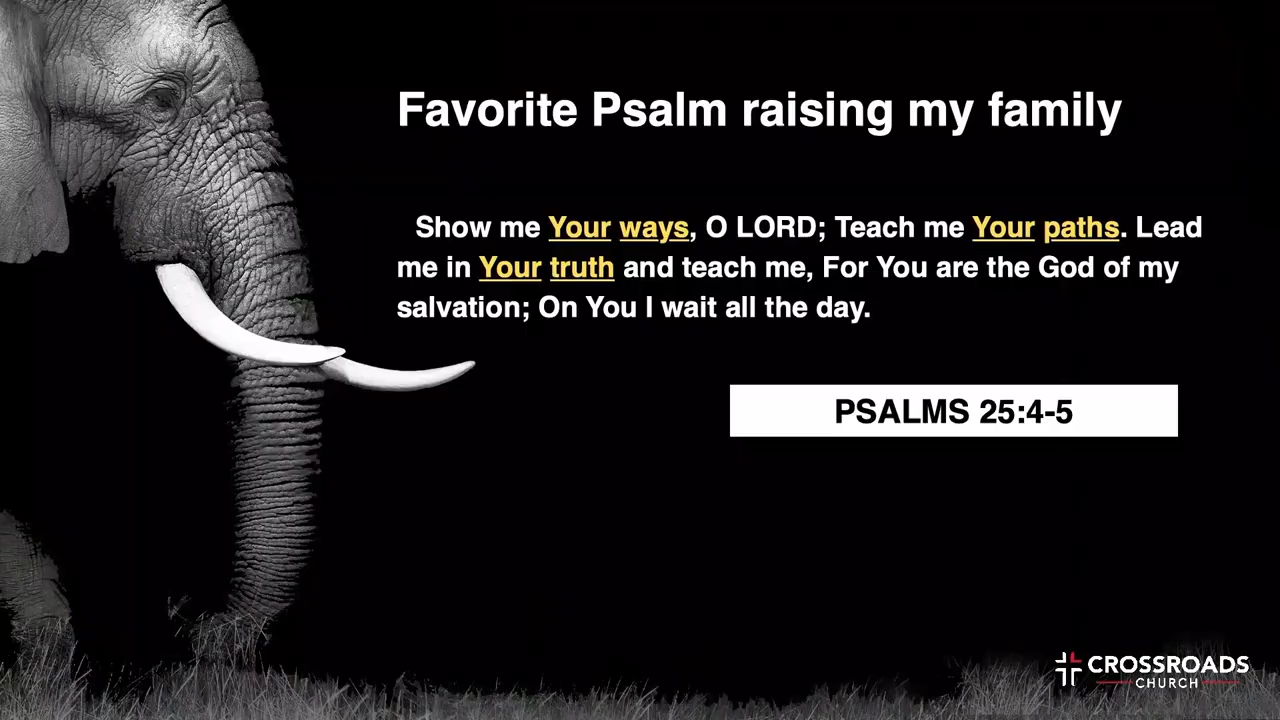 Favorite Psalm raising my family
Show me Your ways, O LORD; Teach me Your paths. Lead
me in Your truth and teach me, For You are the God of my
salvation; On You I wait all the day.
PSALMS 25:4-5
CROSSROADS
CHURCH